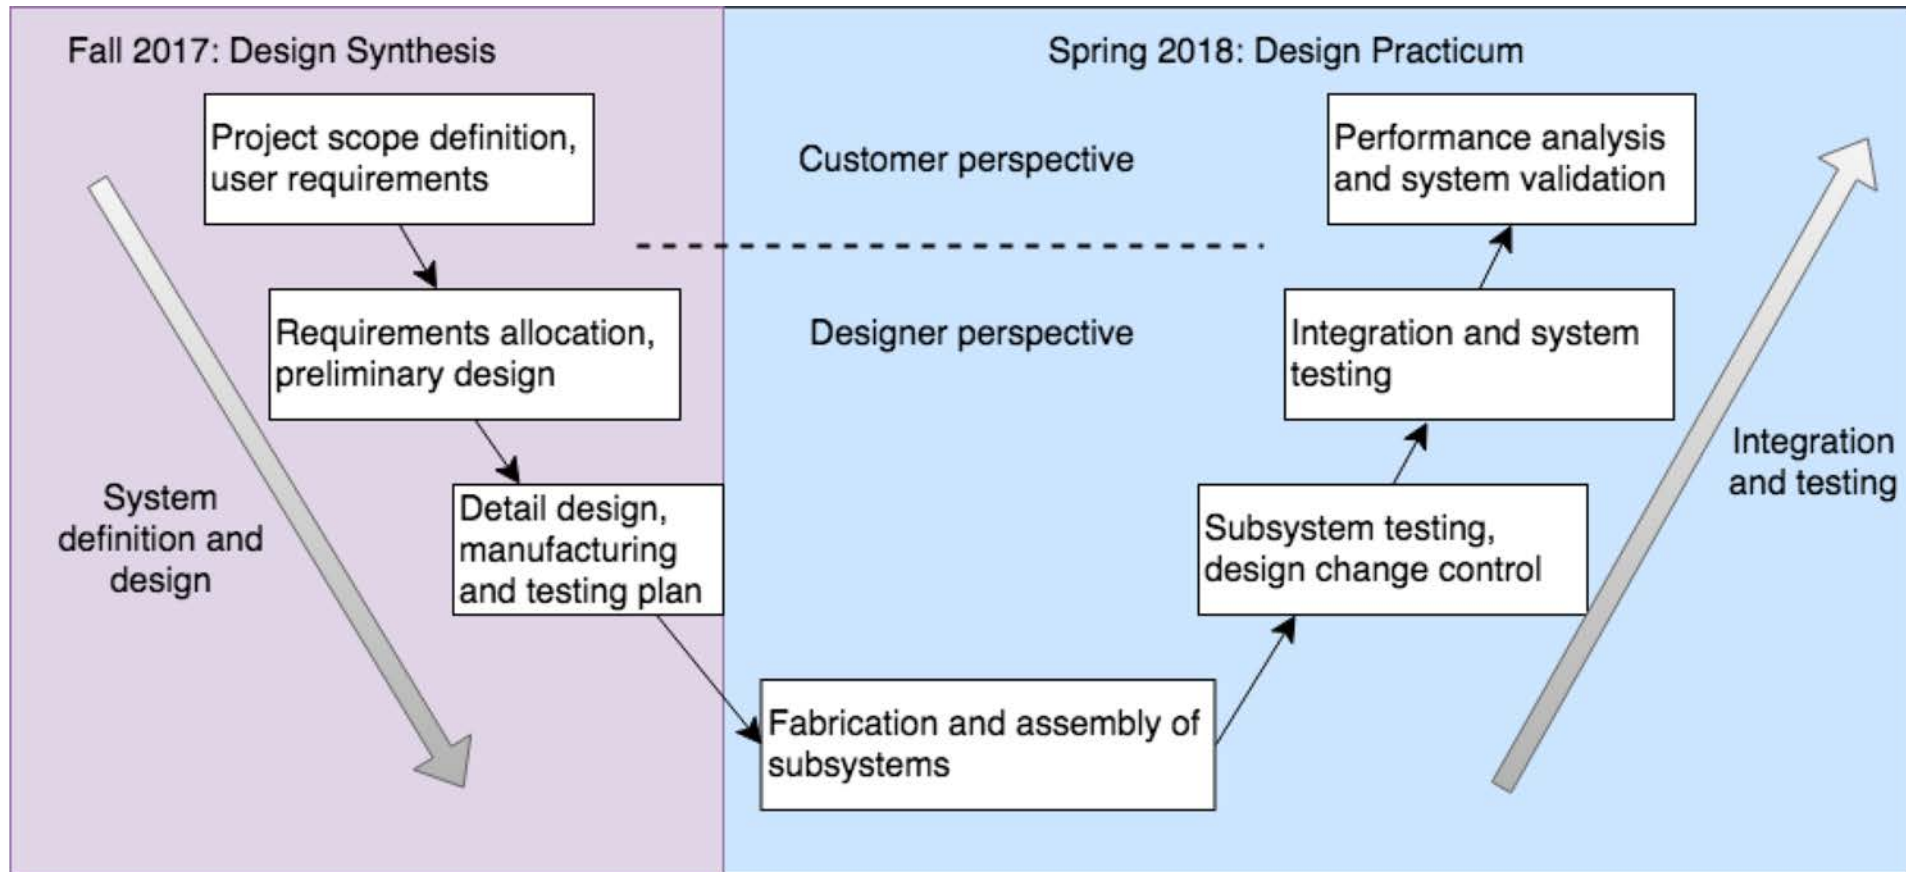 Fall 2017: Design Synthesis
Spring 2018: Design Practicum
Project scope definition,
user requirements
Customer perspective
Performance analysis
and system validation
Requirements allocation,
preliminary design
Designer perspective
Integration and system
testing
System
definition and
design
Detail design,
manufacturing
and testing plan
Subsystem testing,
design change control
Integration
and testing
Fabrication and assembly of
subsystems